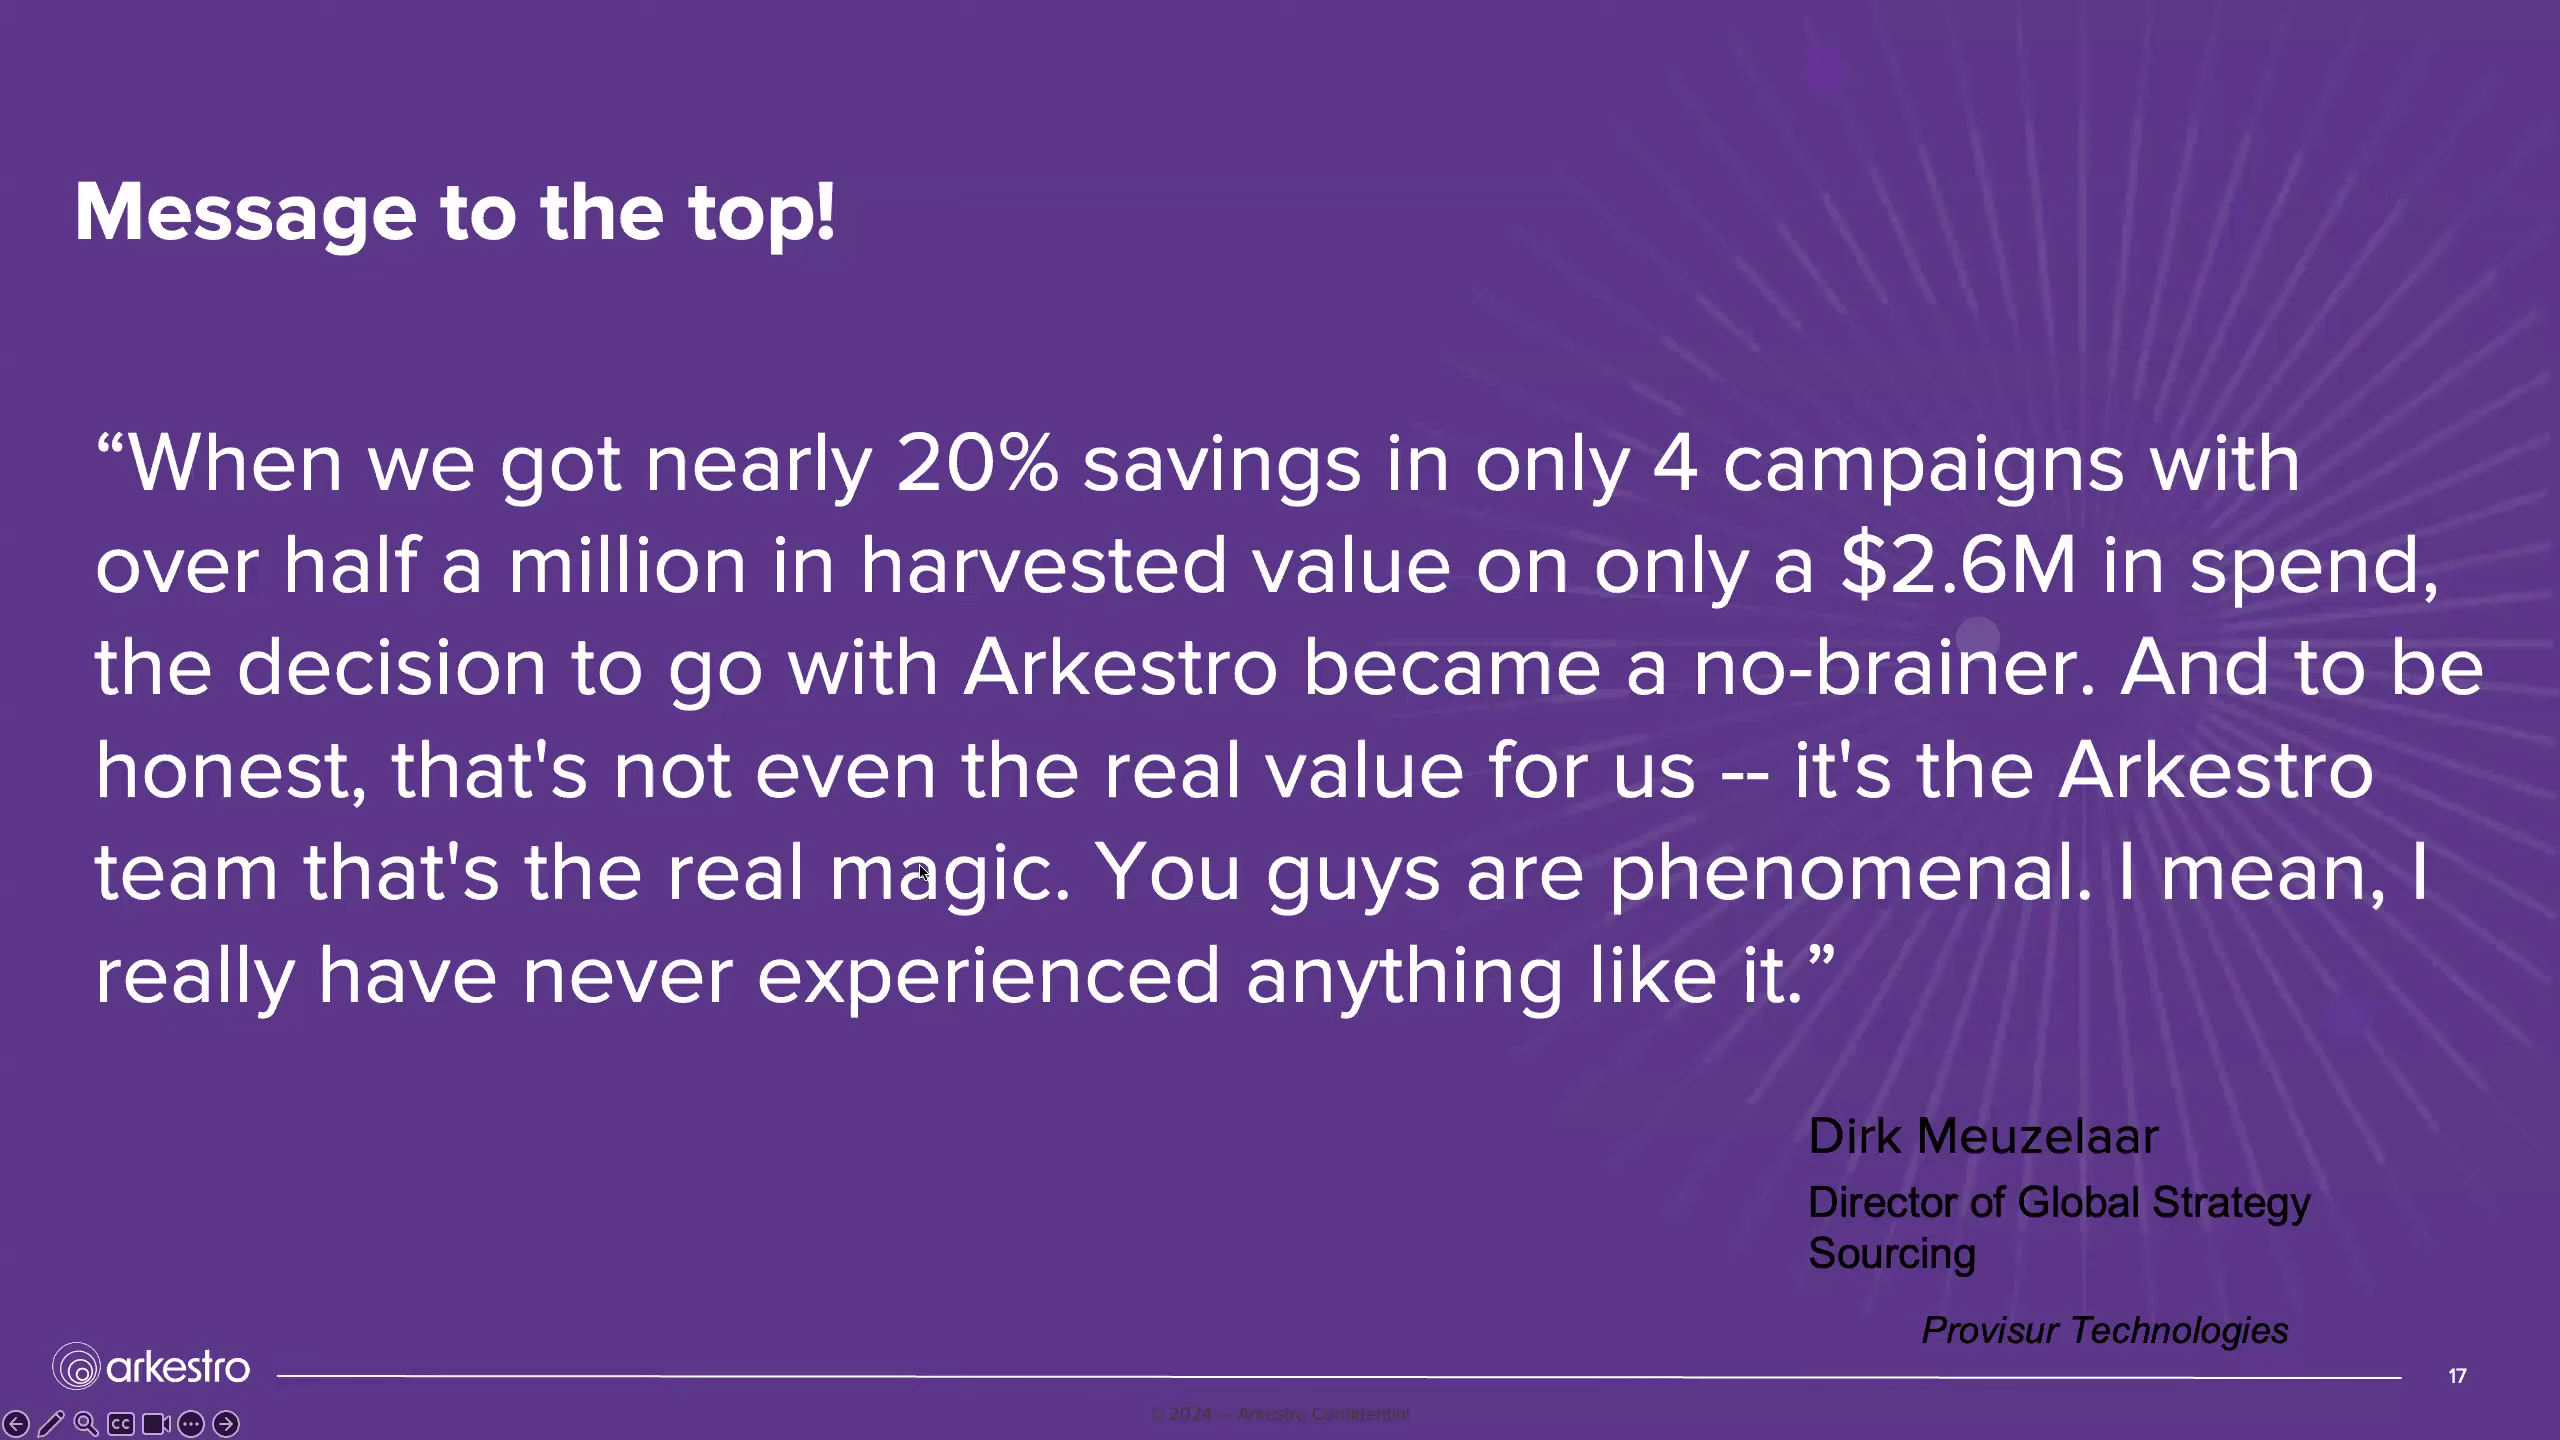 Message to the top!
“When we got nearly 20% savings in only 4 campaigns with
over half a million in harvested value on only a $2.6M in spend,
the decision to go with Arkestro became a no-brainer. And to be
honest, that's not even the real value for us -- it's the Arkestro
team that's the real magic. You guys are phenomenal. I mean, I
really have never experienced anything like it.”
Dirk Meuzelaar
Director of Global Strategy
Sourcing
Provisur Technologies
arkestro
17
© 2024 — Arkestro Confidential
CC